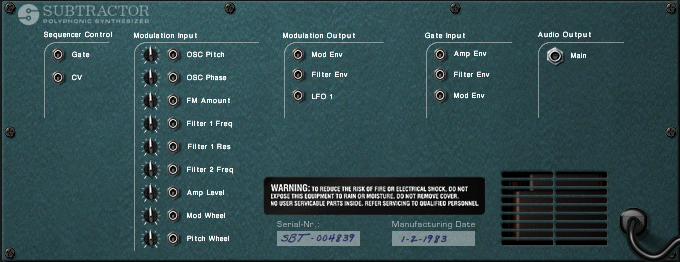 SUBTRACTOR
POLYPHONIC SYNTHESIZER
Sequencer Control
Gate
CV
Modulation Input
OSC Pitch
OSC Phase
FM Amount
Filter 1 Freq
Filter 1 Res
Filter 2 Freq
Amp Level
Mod Wheel
Pitch Wheel
Modulation Output
Mod Env
Filter Env
LFO 1
Gate Input
Amp Env
Filter Env
Mod Env
Audio Output
Main
WARNING: TO REDUCE THE RISK OF FIRE OR ELECTRICAL SHOCK, DO NOT
EXPOSE THIS EQUIPMENT TO RAIN OR MOISTURE. DO NOT REMOVE COVER.
NO USER SERVICABLE PARTS INSIDE. REFER SERVICING TO QUALIFIED PERSONNEL.
Serial-Nr.:
SBT-004839
Manufacturing Date
1-2-1983